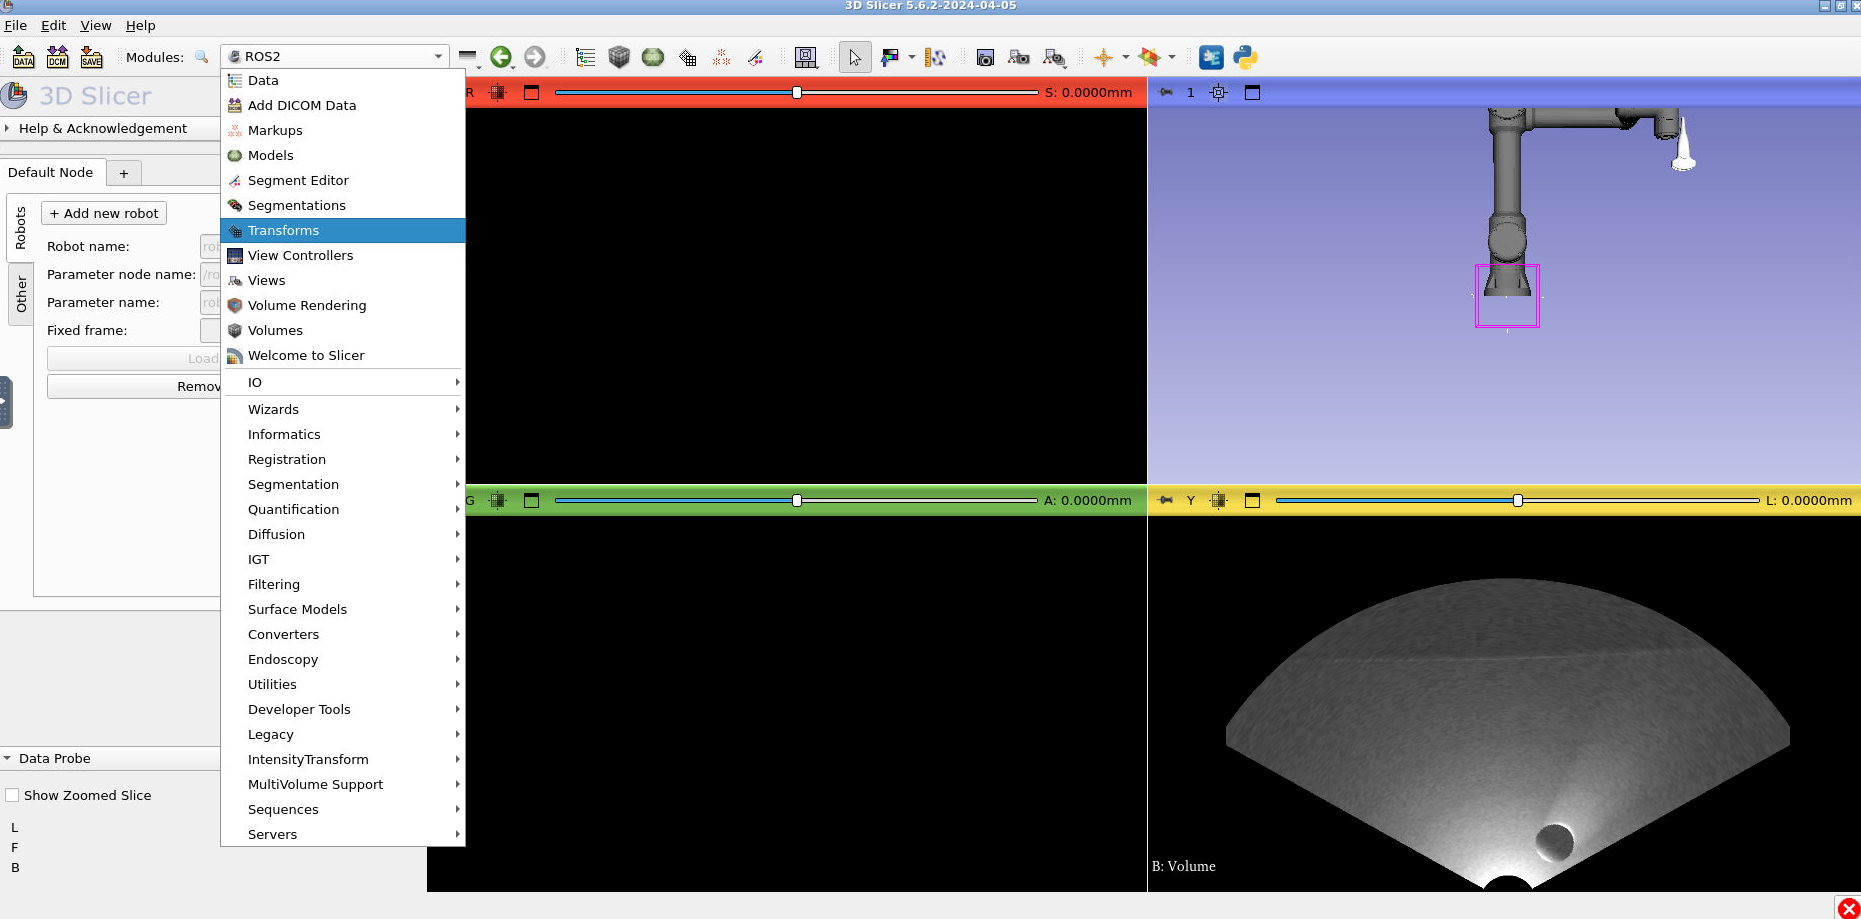 3D Slicer 5.6.2-2024-04-05
File Edit View Help
DATA DCM SAVE Modules: ROS2
3D Slicer
Help & Acknowledgement
Default Node +
Robots
Other
+ Add new robot
Robot name: rob
Parameter node name: /ro
Parameter name: rob
Fixed frame:
Load
Remov
Data
Add DICOM Data
Markups
Models
Segment Editor
Segmentations
Transforms
View Controllers
Views
Volume Rendering
Volumes
Welcome to Slicer
IO
Wizards
Informatics
Registration
Segmentation
Quantification
Diffusion
IGT
Filtering
Surface Models
Converters
Endoscopy
Utilities
Developer Tools
Legacy
IntensityTransform
MultiVolume Support
Sequences
Servers
R S: 0.0000mm
1
G A: 0.0000mm
Y L: 0.0000mm
B: Volume
Data Probe
Show Zoomed Slice
L
F
B